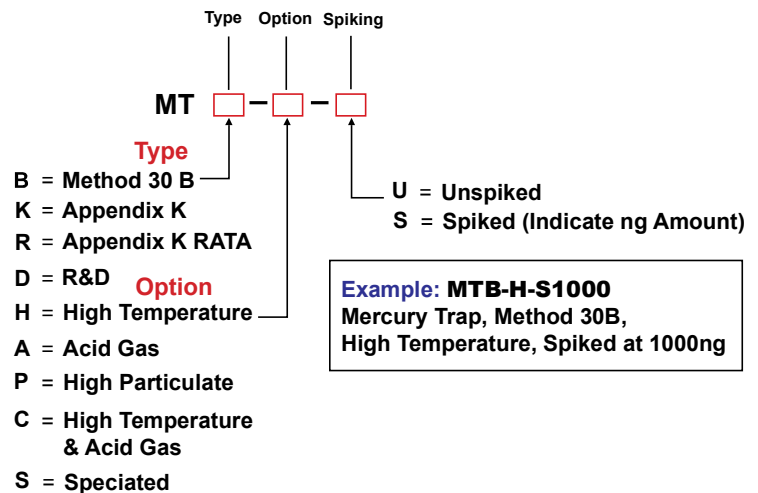 Type Option Spiking
MT – –
Type
B = Method 30 B
K = Appendix K
R = Appendix K RATA
D = R&D
Option
H = High Temperature
A = Acid Gas
P = High Particulate
C = High Temperature
& Acid Gas
S = Speciated
U = Unspiked
S = Spiked (Indicate ng Amount)
Example: MTB-H-S1000
Mercury Trap, Method 30B,
High Temperature, Spiked at 1000ng